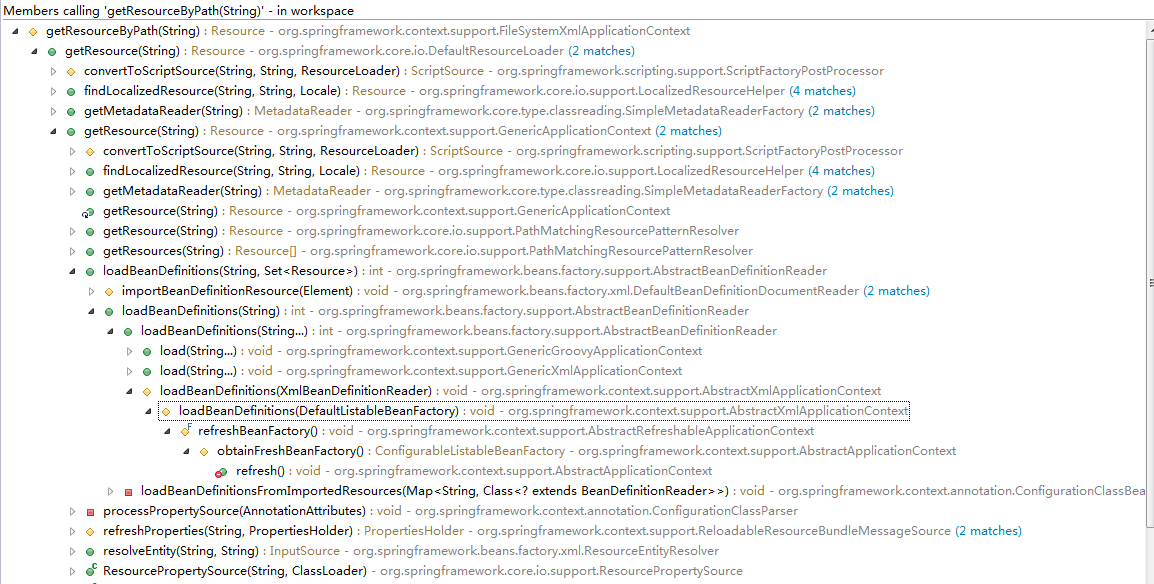 Members calling 'getResourceByPath(String)' - in workspace
getResourceByPath(String) : Resource - org.springframework.context.support.FileSystemXmlApplicationContext
getResource(String) : Resource - org.springframework.core.io.DefaultResourceLoader (2 matches)
convertToScriptSource(String, String, ResourceLoader) : ScriptSource - org.springframework.scripting.support.ScriptFactoryPostProcessor
findLocalizedResource(String, String, Locale) : Resource - org.springframework.core.io.support.LocalizedResourceHelper (4 matches)
getMetadataReader(String) : MetadataReader - org.springframework.core.type.classreading.SimpleMetadataReaderFactory (2 matches)
getResource(String) : Resource - org.springframework.context.support.GenericApplicationContext (2 matches)
convertToScriptSource(String, String, ResourceLoader) : ScriptSource - org.springframework.scripting.support.ScriptFactoryPostProcessor
findLocalizedResource(String, String, Locale) : Resource - org.springframework.core.io.support.LocalizedResourceHelper (4 matches)
getMetadataReader(String) : MetadataReader - org.springframework.core.type.classreading.SimpleMetadataReaderFactory (2 matches)
getResource(String) : Resource - org.springframework.context.support.GenericApplicationContext
getResource(String) : Resource - org.springframework.core.io.support.PathMatchingResourcePatternResolver
getResources(String) : Resource[] - org.springframework.core.io.support.PathMatchingResourcePatternResolver
loadBeanDefinitions(String, Set<Resource>) : int - org.springframework.beans.factory.support.AbstractBeanDefinitionReader
importBeanDefinitionResource(Element) : void - org.springframework.beans.factory.xml.DefaultBeanDefinitionDocumentReader (2 matches)
loadBeanDefinitions(String) : int - org.springframework.beans.factory.support.AbstractBeanDefinitionReader
loadBeanDefinitions(String...) : int - org.springframework.beans.factory.support.AbstractBeanDefinitionReader
load(String...) : void - org.springframework.context.support.GenericGroovyApplicationContext
load(String...) : void - org.springframework.context.support.GenericXmlApplicationContext
loadBeanDefinitions(XmlBeanDefinitionReader) : void - org.springframework.context.support.AbstractXmlApplicationContext
loadBeanDefinitions(DefaultListableBeanFactory) : void - org.springframework.context.support.AbstractXmlApplicationContext
refreshBeanFactory() : void - org.springframework.context.support.AbstractRefreshableApplicationContext
obtainFreshBeanFactory() : ConfigurableListableBeanFactory - org.springframework.context.support.AbstractApplicationContext
refresh() : void - org.springframework.context.support.AbstractApplicationContext
loadBeanDefinitionsFromImportedResources(Map<String, Class<? extends BeanDefinitionReader>>) : void - org.springframework.context.annotation.ConfigurationClassBea
processPropertySource(AnnotationAttributes) : void - org.springframework.context.annotation.ConfigurationClassParser
refreshProperties(String, PropertiesHolder) : PropertiesHolder - org.springframework.context.support.ReloadableResourceBundleMessageSource (2 matches)
resolveEntity(String, String) : InputSource - org.springframework.beans.factory.xml.ResourceEntityResolver
ResourcePropertySource(String, ClassLoader) - org.springframework.core.io.support.ResourcePropertySource